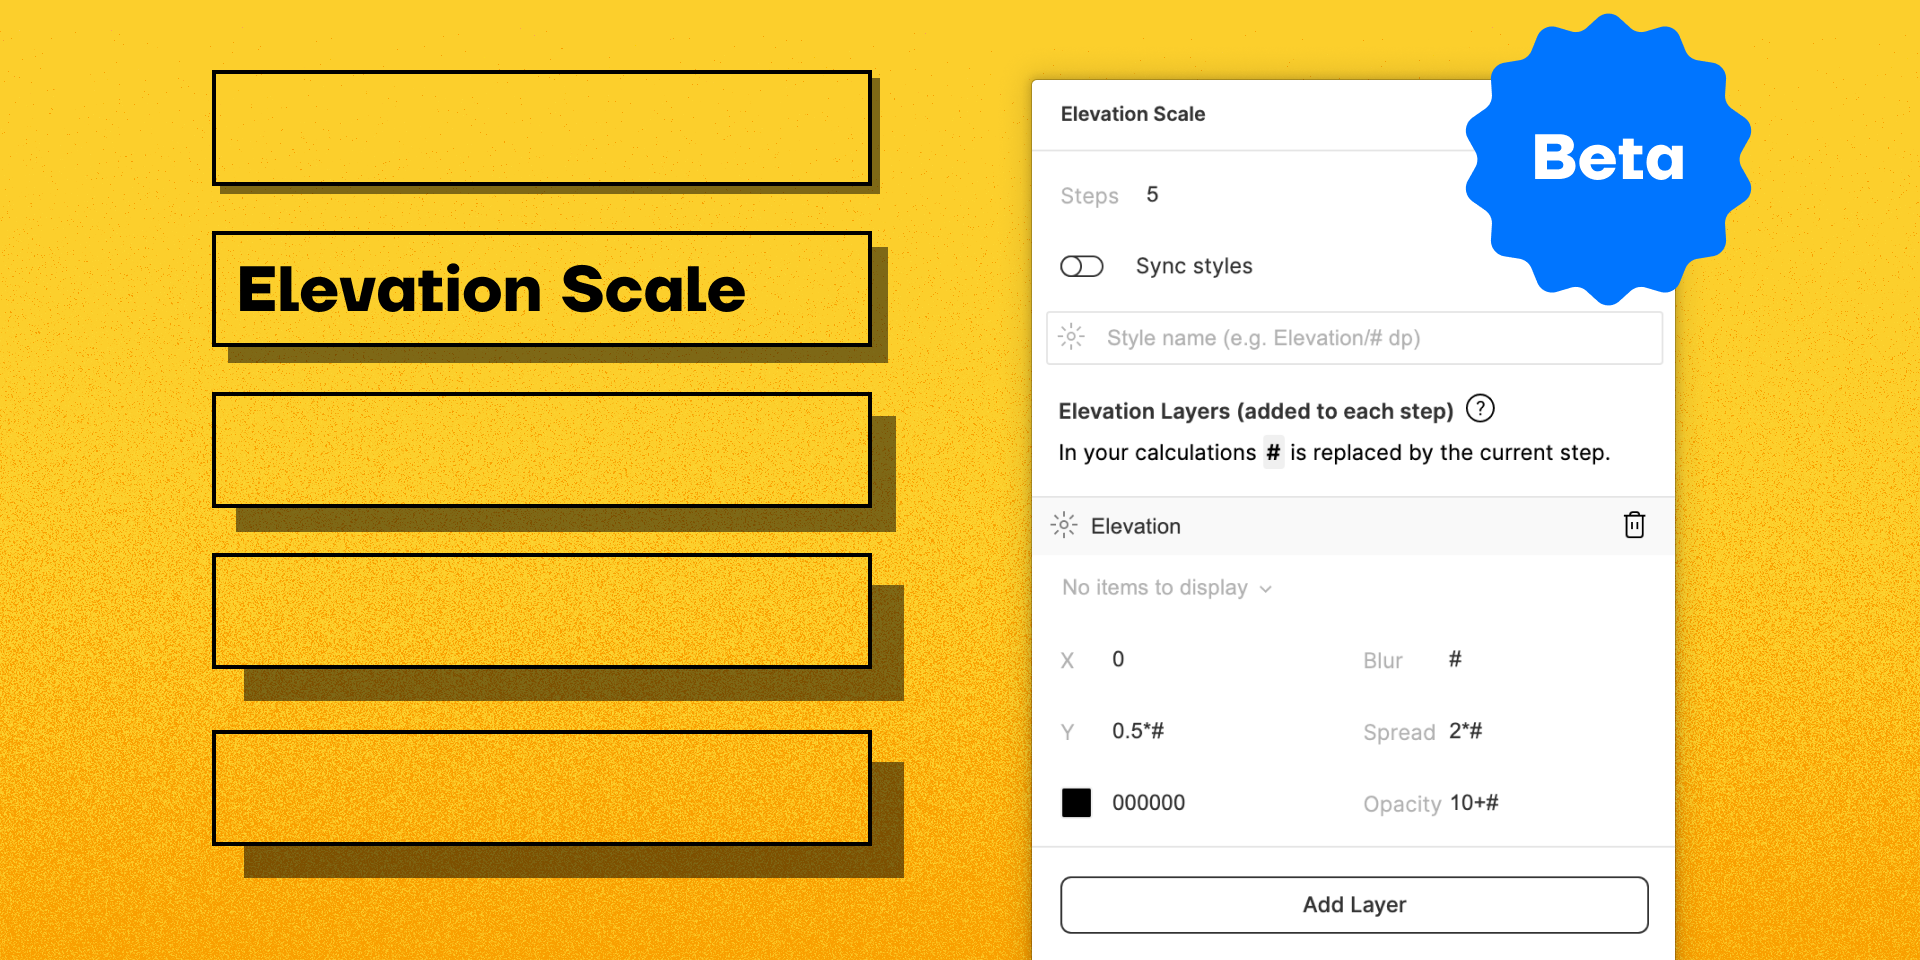 Elevation Scale
Elevation Scale
Beta
Steps 5
Sync styles
Style name (e.g. Elevation/# dp)
Elevation Layers (added to each step) ?
In your calculations # is replaced by the current step.
Elevation
No items to display
X 0 Blur #
Y 0.5*# Spread 2*#
000000 Opacity 10+#
Add Layer